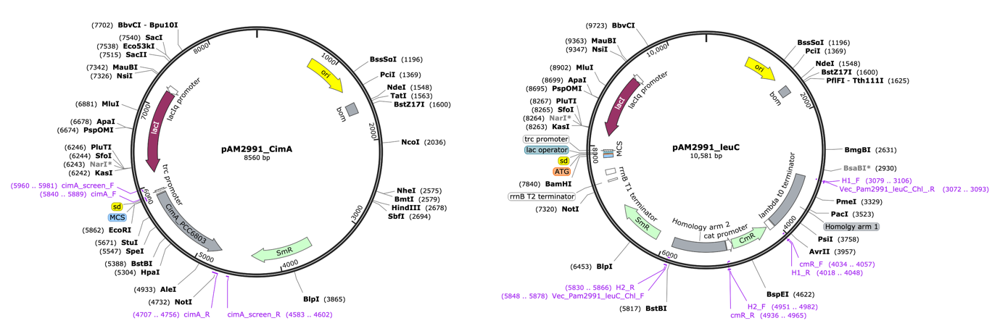 (7702) BbvCI - Bpu10I
(7540) SacI
(7538) Eco53kI
(7515) SacII
(7342) MauBI
(7326) NsiI
(6881) MluI
(6678) ApaI
(6674) PspOMI
(6246) PluTI
(6244) SfoI
(6243) NarI*
(6242) KasI
(5960 .. 5981) cimA_screen_F
(5840 .. 5889) cimA_F
sd
MCS
(5862) EcoRI
(5671) StuI
(5547) SpeI
(5388) BstBI
(5304) HpaI
(4933) AleI
(4732) NotI
(4707 .. 4756) cimA_R
cimA_screen_R (4583 .. 4602)
BlpI (3865)
SbfI (2694)
HindIII (2678)
BmtI (2579)
NheI (2575)
NcoI (2036)
BstZ17I (1600)
TatI (1563)
NdeI (1548)
PciI (1369)
BssSαI (1196)
1000
2000
3000
4000
5000
6000
7000
8000
ori
bom
SmR
CimA_PCC6803
trc promoter
lacI
lacIq promoter
pAM2991_CimA
8560 bp
(9723) BbvCI
(9363) MauBI
(9347) NsiI
(8902) MluI
(8699) ApaI
(8695) PspOMI
(8267) PluTI
(8265) SfoI
(8264) NarI*
(8263) KasI
trc promoter
lac operator
sd
ATG
(7840) BamHI
rrnB T2 terminator
(7320) NotI
(6453) BlpI
(5830 .. 5866) H2_R
(5848 .. 5878) Vec_Pam2991_leuC_Chl_F
(5817) BstBI
BssSαI (1196)
PciI (1369)
NdeI (1548)
BstZ17I (1600)
PflFI - Tth111I (1625)
BmgBI (2631)
BsaBI* (2930)
H1_F (3079 .. 3106)
Vec_Pam2991_leuC_Chl_.R (3072 .. 3093)
PmeI (3329)
PacI (3523)
Homolgy arm 1
PsiI (3758)
AvrII (3957)
cmR_F (4034 .. 4057)
H1_R (4018 .. 4048)
BspEI (4622)
H2_F (4951 .. 4982)
cmR_R (4936 .. 4965)
10,000
2000
4000
6000
8000
ori
bom
lacI
lacIq promoter
MCS
rrnB T1 terminator
SmR
Homology arm 2
cat promoter
CmR
lambda t0 terminator
pAM2991_leuC
10,581 bp